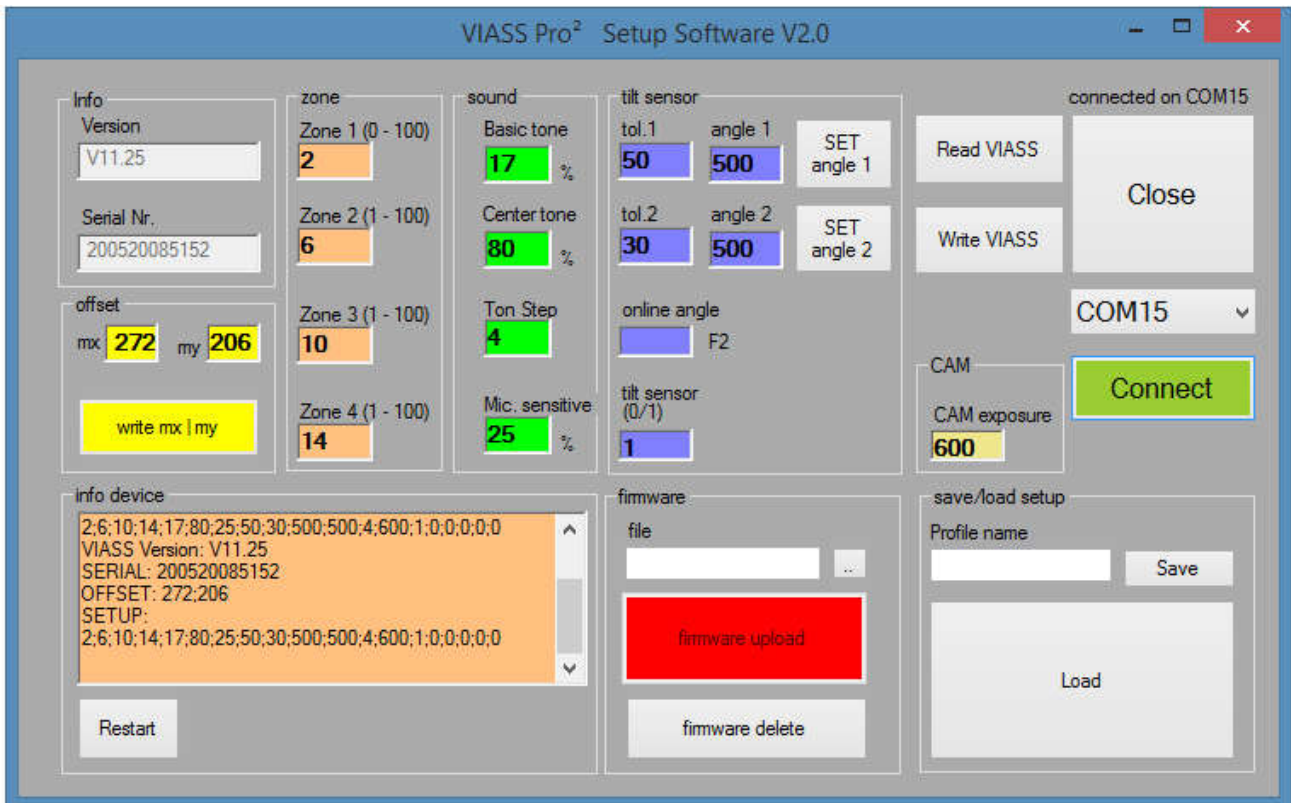 VIASS Pro² Setup Software V2.0
Info
Version
V11.25
Serial Nr.
200520085152
offset
mx 272 my 206
write mx | my
zone
Zone 1 (0 - 100)
2
Zone 2 (1 - 100)
6
Zone 3 (1 - 100)
10
Zone 4 (1 - 100)
14
sound
Basic tone
17 %
Center tone
80 %
Ton Step
4
Mic. sensitive
25 %
tilt sensor
tol.1 angle 1
50 500
SET
angle 1
tol.2 angle 2
30 500
SET
angle 2
online angle
F2
tilt sensor
(0/1)
1
Read VIASS
Write VIASS
connected on COM15
Close
COM15
Connect
CAM
CAM exposure
600
info device
2;6;10;14;17;80;25;50;30;500;500;4;600;1;0;0;0;0;0
VIASS Version: V11.25
SERIAL: 200520085152
OFFSET: 272;206
SETUP:
2;6;10;14;17;80;25;50;30;500;500;4;600;1;0;0;0;0;0
Restart
firmware
file
..
firmware upload
firmware delete
save/load setup
Profile name
Save
Load